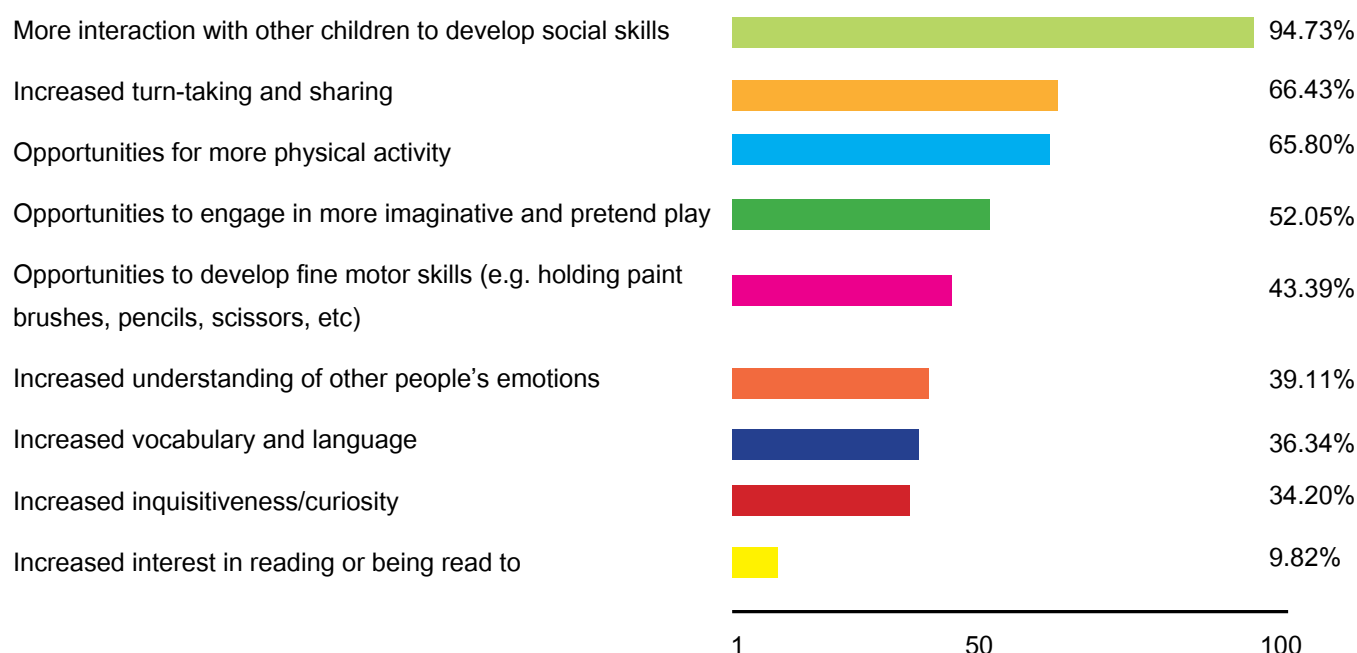 More interaction with other children to develop social skills 94.73%
Increased turn-taking and sharing 66.43%
Opportunities for more physical activity 65.80%
Opportunities to engage in more imaginative and pretend play 52.05%
Opportunities to develop fine motor skills (e.g. holding paint
brushes, pencils, scissors, etc) 43.39%
Increased understanding of other people’s emotions 39.11%
Increased vocabulary and language 36.34%
Increased inquisitiveness/curiosity 34.20%
Increased interest in reading or being read to 9.82%
1 50 100